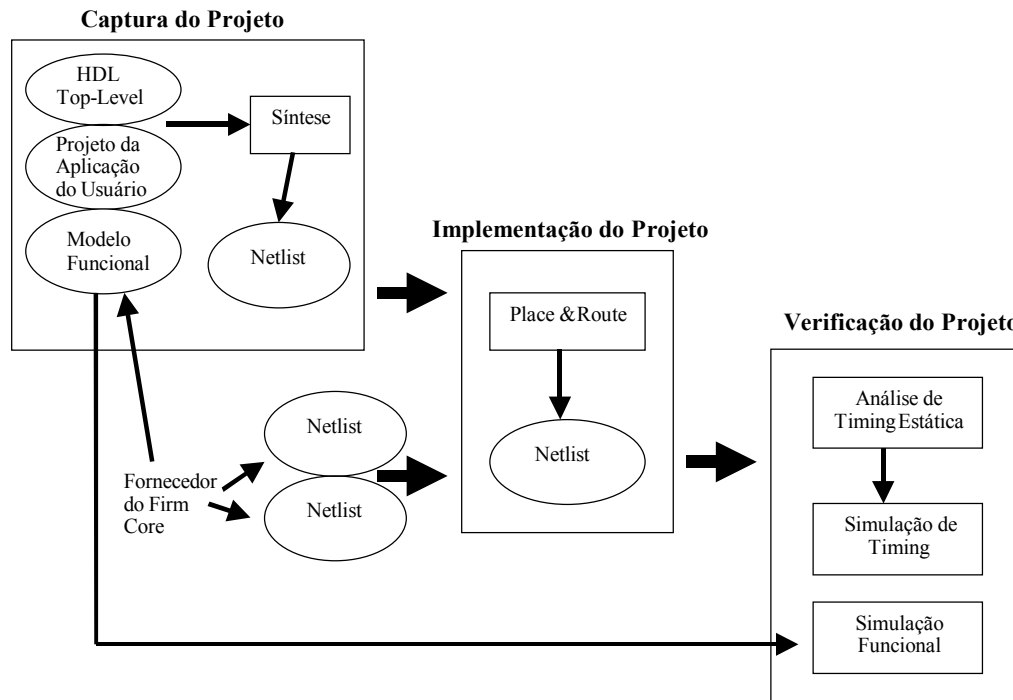 Captura do Projeto
HDL
Top-Level
Síntese
Projeto da
Aplicação
do Usuário
Modelo
Funcional
Netlist
Implementação do Projeto
Place &Route
Netlist
Verificação do Projeto
Análise de
Timing Estática
Simulação de
Timing
Simulação
Funcional
Netlist
Netlist
Fornecedor
do Firm
Core